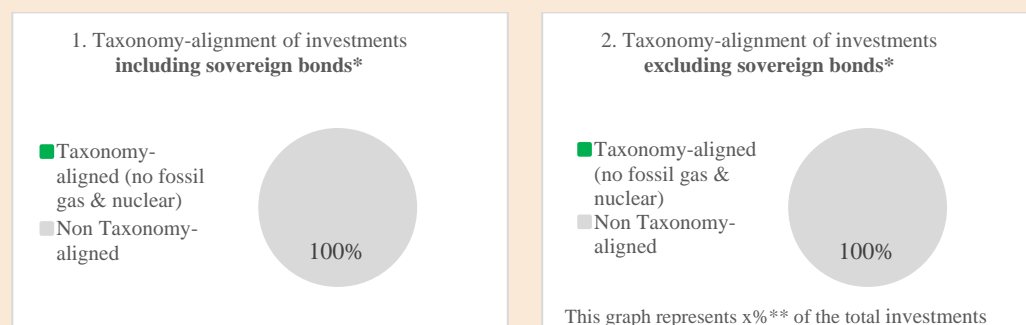 1. Taxonomy-alignment of investments
including sovereign bonds*
Taxonomy-
aligned (no fossil
gas & nuclear)
Non Taxonomy-
aligned
100%
2. Taxonomy-alignment of investments
excluding sovereign bonds*
Taxonomy-aligned
(no fossil gas &
nuclear)
Non Taxonomy-
aligned
100%
This graph represents x%** of the total investments